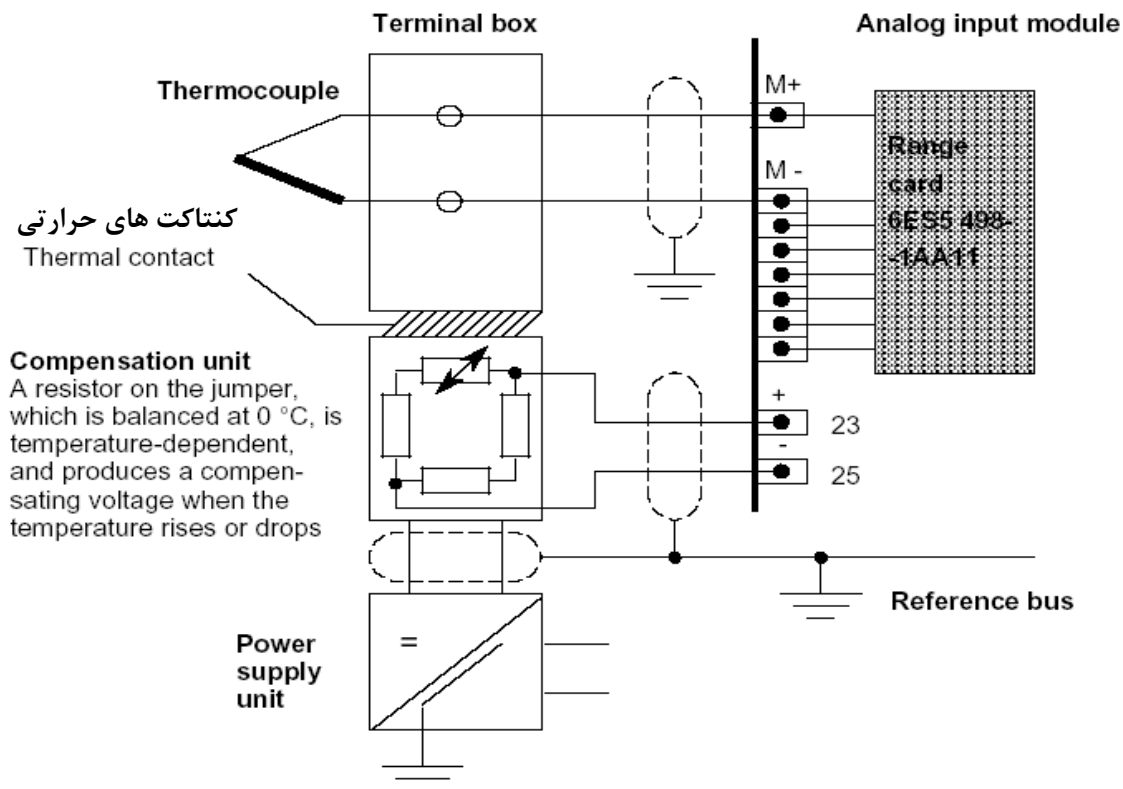 Terminal box
Analog input module
Thermocouple
M+
M -
Range
card
6ES5 498-
-1AA11
کنتاکت های حرارتی
Thermal contact
Compensation unit
A resistor on the jumper,
which is balanced at 0 °C, is
temperature-dependent,
and produces a compen-
sating voltage when the
temperature rises or drops
+
23
-
25
Reference bus
Power
supply
unit
=